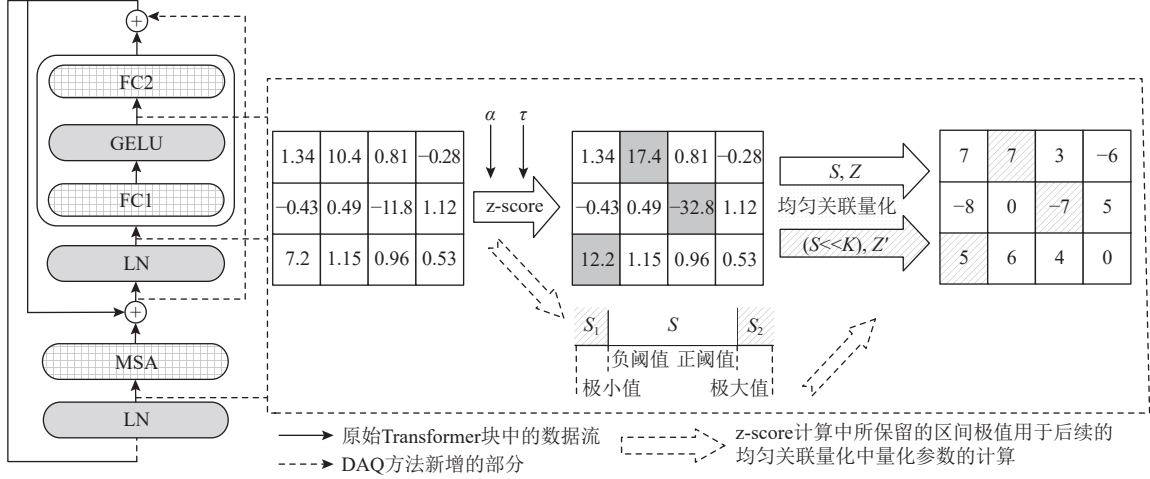 FC2
GELU
FC1
LN
MSA
LN
1.34 10.4 0.81 −0.28
−0.43 0.49 −11.8 1.12
7.2 1.15 0.96 0.53
α τ
z-score
1.34 17.4 0.81 −0.28
−0.43 0.49 −32.8 1.12
12.2 1.15 0.96 0.53
S, Z
均匀关联量化
(S<<K), Z′
7 7 3 −6
−8 0 −7 5
5 6 4 0
S₁ S S₂
负阈值 正阈值
极小值 极大值
原始Transformer块中的数据流
DAQ方法新增的部分
z-score计算中所保留的区间极值用于后续的
均匀关联量化中量化参数的计算